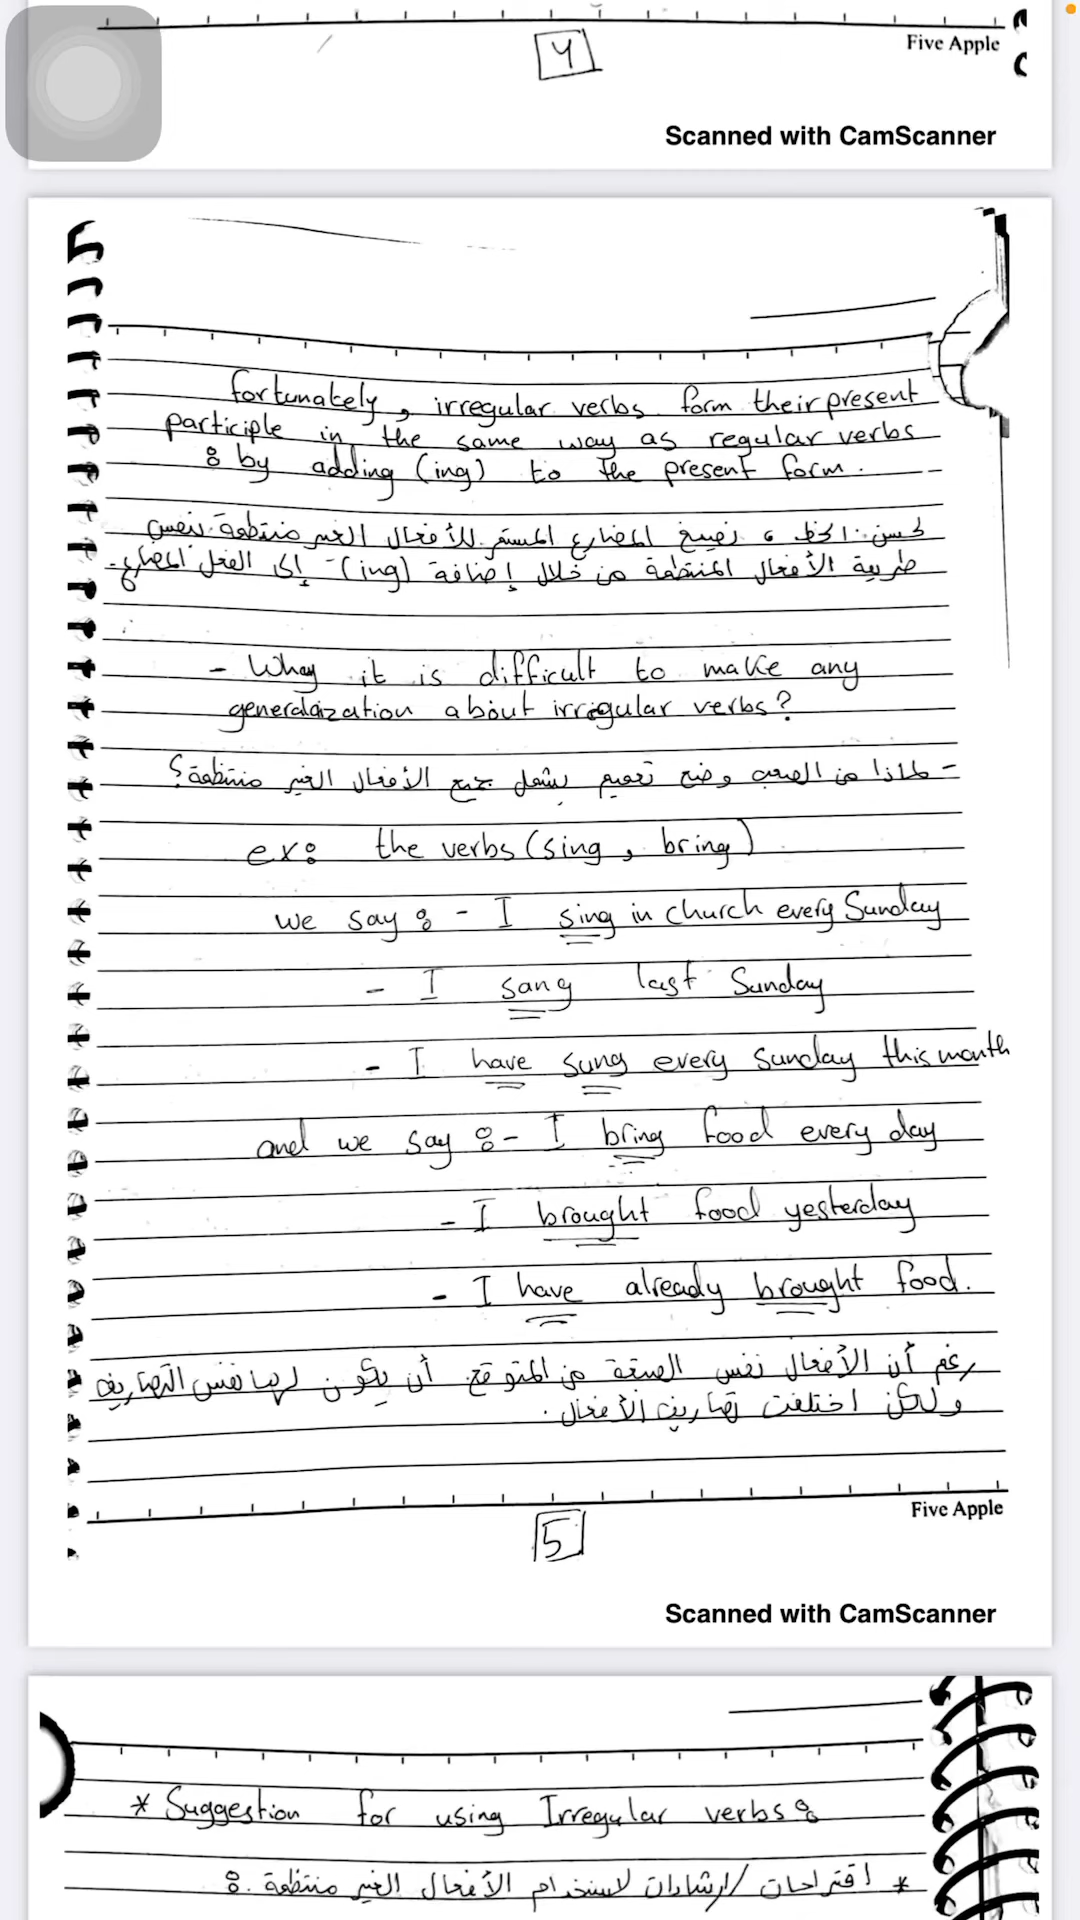 4
Five Apple
Scanned with CamScanner
fortunately, irregular verbs form their present
participle in the same way as regular verbs
: by adding (ing) to the present form.
لحسن الحظ، نصيغ المضارع المستمر للأفعال الغير منتظمة بنفس
طريقة الأفعال المنتظمة من خلال إضافة (ing) إلى الفعل المضارع.
- Whay it is difficult to make any
generalaization about irregular verbs?
- لماذا من الصعب وضع تعميم يشمل جميع الأفعال الغير منتظمة؟
ex: the verbs (sing, bring)
we say: - I sing in church every Sunday
- I sang last Sunday
- I have sung every Sunday this month
and we say: - I bring food every day
- I brought food yesterday
- I have already brought food.
رغم أن الأفعال نفس الصيغة من المتوقع أن يكون لها نفس التصاريف
ولكن اختلفت تصاريف الأفعال.
Five Apple
5
Scanned with CamScanner
* Suggestion for using Irregular verbs:
* اقتراحات / إرشادات لاستخدام الأفعال الغير منتظمة: